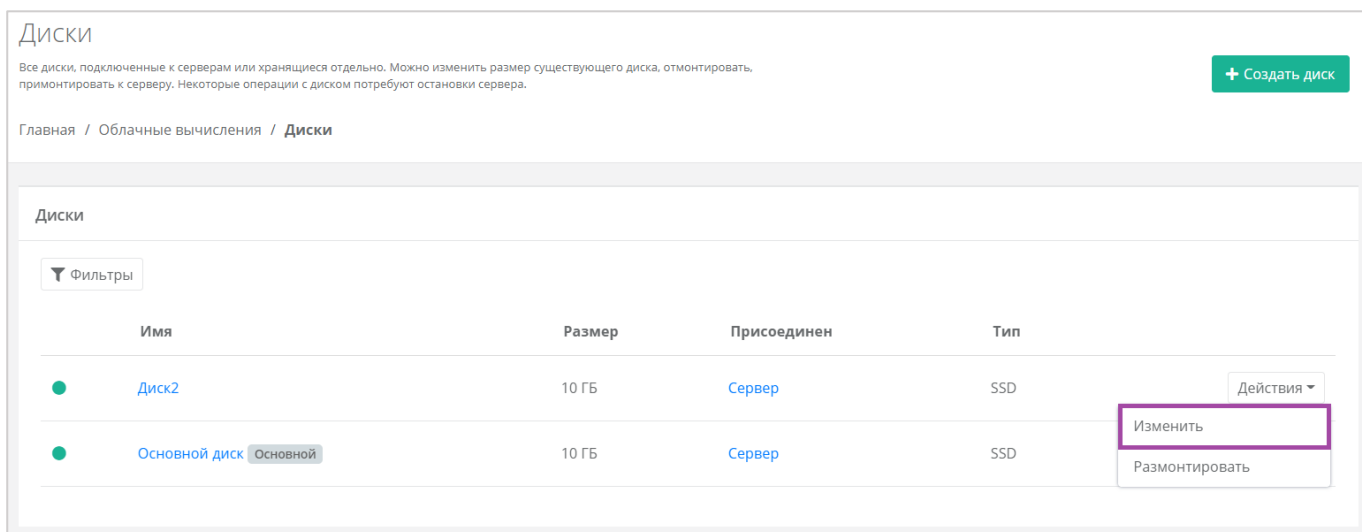 Диски
Все диски, подключенные к серверам или хранящиеся отдельно. Можно изменить размер существующего диска, отмонтировать,
примонтировать к серверу. Некоторые операции с диском потребуют остановки сервера.
+ Создать диск
Главная / Облачные вычисления / Диски
Диски
Фильтры
Имя Размер Присоединен Тип
Диск2 10 ГБ Сервер SSD Действия
Изменить
Основной диск Основной 10 ГБ Сервер SSD
Размонтировать